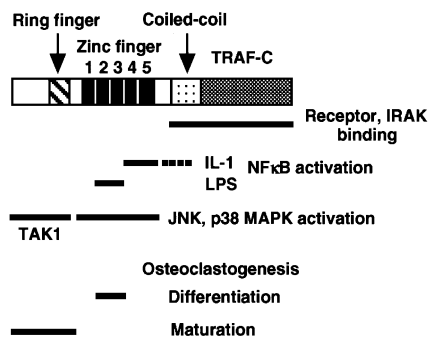 Ring finger
Coiled-coil
Zinc finger
TRAF-C
1 2 3 4 5
Receptor, IRAK
binding
IL-1
NFκB activation
LPS
JNK, p38 MAPK activation
TAK1
Osteoclastogenesis
Differentiation
Maturation